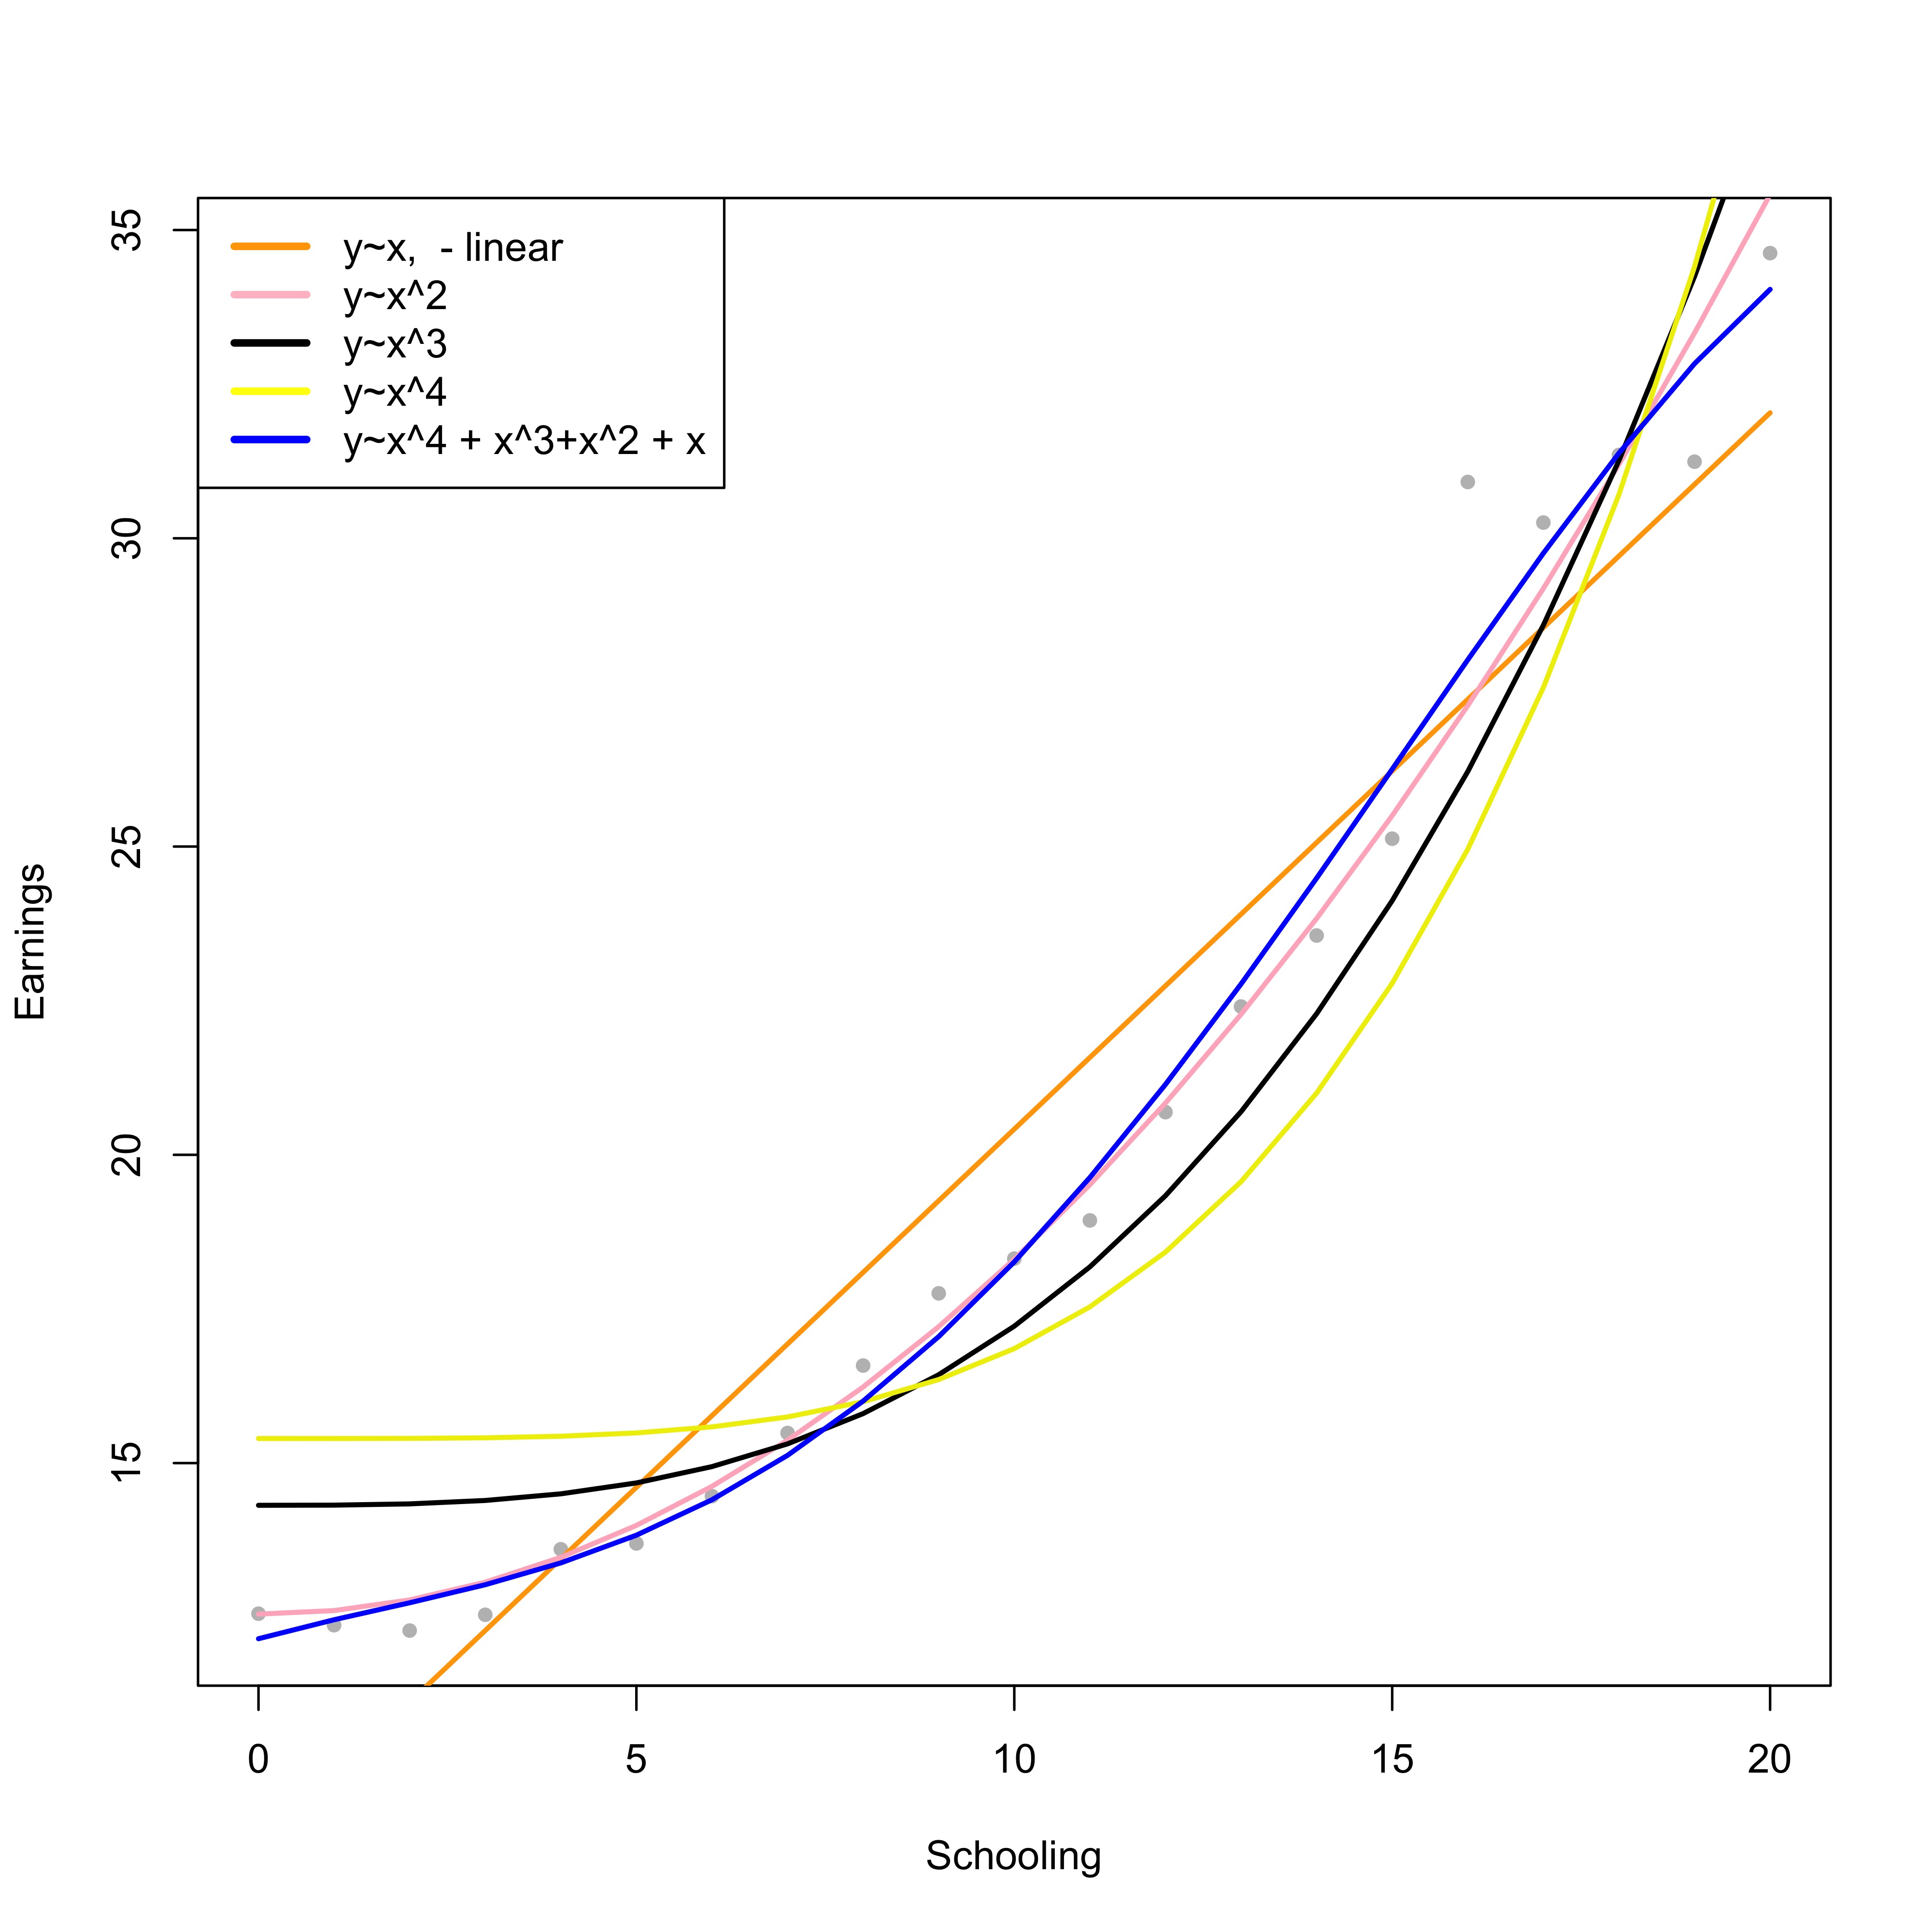 y~x,  - linear
y~x^2
y~x^3
y~x^4
y~x^4 + x^3+x^2 + x
35
30
25
20
15
Earnings
0 5 10 15 20
Schooling